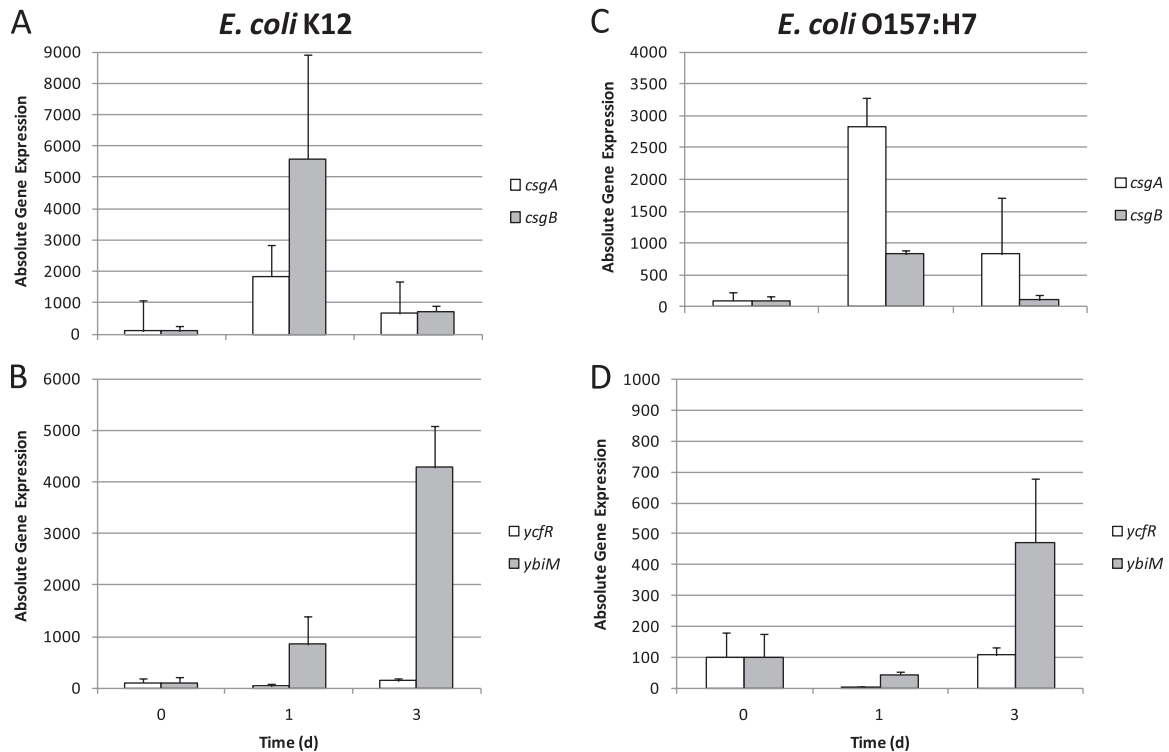 A
E. coli K12
9000
8000
7000
6000
5000
4000
3000
2000
1000
0
Absolute Gene Expression
csgA
csgB
C
E. coli O157:H7
4000
3500
3000
2500
2000
1500
1000
500
0
Absolute Gene Expression
csgA
csgB
B
6000
5000
4000
3000
2000
1000
0
Absolute Gene Expression
ycfR
ybiM
0 1 3
Time (d)
D
1000
900
800
700
600
500
400
300
200
100
0
Absolute Gene Expression
ycfR
ybiM
0 1 3
Time (d)